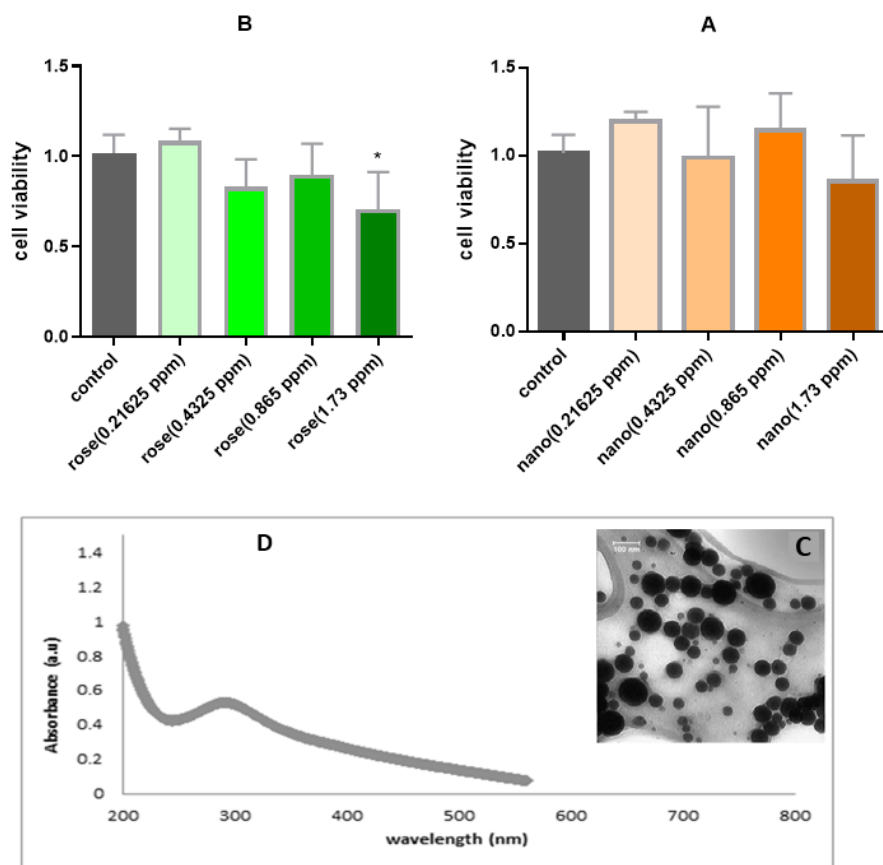 B
cell viability
1.5
1.0
0.5
0.0
*
control
rose(0.21625 ppm)
rose(0.4325 ppm)
rose(0.865 ppm)
rose(1.73 ppm)
A
cell viability
1.5
1.0
0.5
0.0
control
nano(0.21625 ppm)
nano(0.4325 ppm)
nano(0.865 ppm)
nano(1.73 ppm)
D
Absorbance (a.u)
1.4
1.2
1
0.8
0.6
0.4
0.2
0
200 300 400 500 600 700 800
wavelength (nm)
C
100 nm